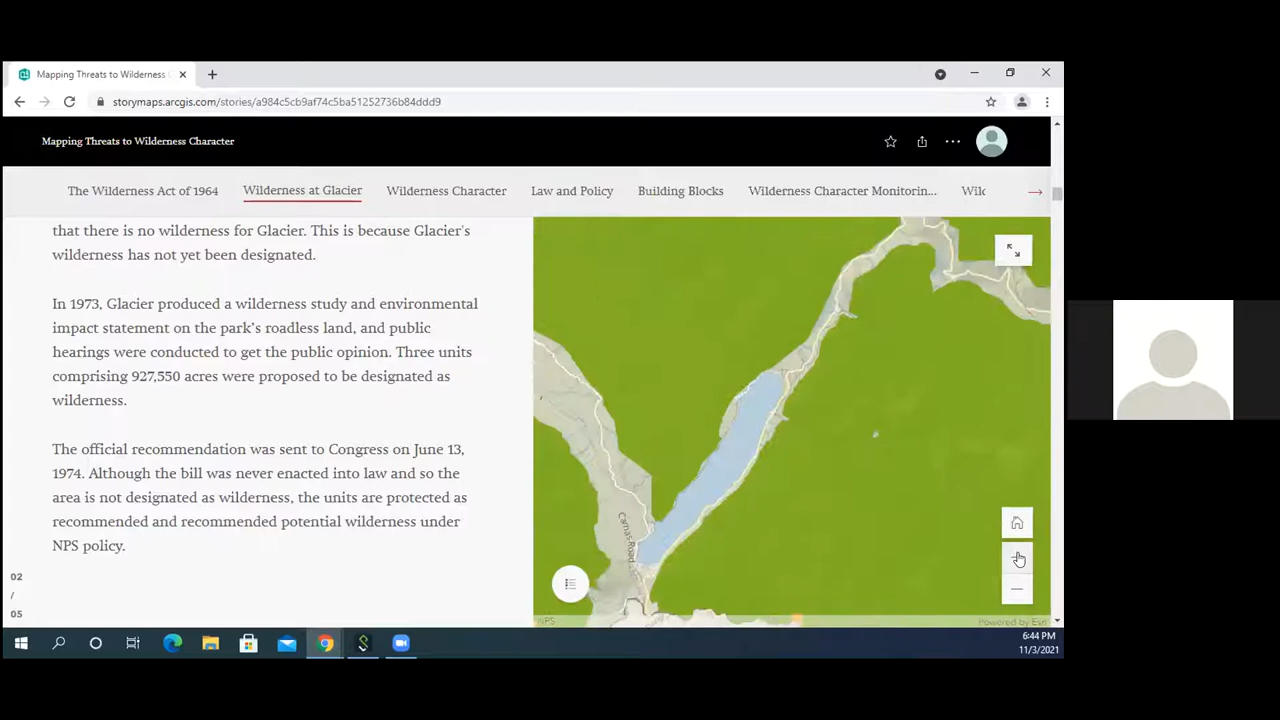 Mapping Threats to Wilderness
storymaps.arcgis.com/stories/a984c5cb9af74c5ba51252736b84ddd9
Mapping Threats to Wilderness Character
The Wilderness Act of 1964
Wilderness at Glacier
Wilderness Character
Law and Policy
Building Blocks
Wilderness Character Monitorin...
Wilc
that there is no wilderness for Glacier. This is because Glacier's
wilderness has not yet been designated.
In 1973, Glacier produced a wilderness study and environmental
impact statement on the park's roadless land, and public
hearings were conducted to get the public opinion. Three units
comprising 927,550 acres were proposed to be designated as
wilderness.
The official recommendation was sent to Congress on June 13,
1974. Although the bill was never enacted into law and so the
area is not designated as wilderness, the units are protected as
recommended and recommended potential wilderness under
NPS policy.
02
/
05
Camas Road
NPS
Powered by Esri
6:44 PM
11/3/2021